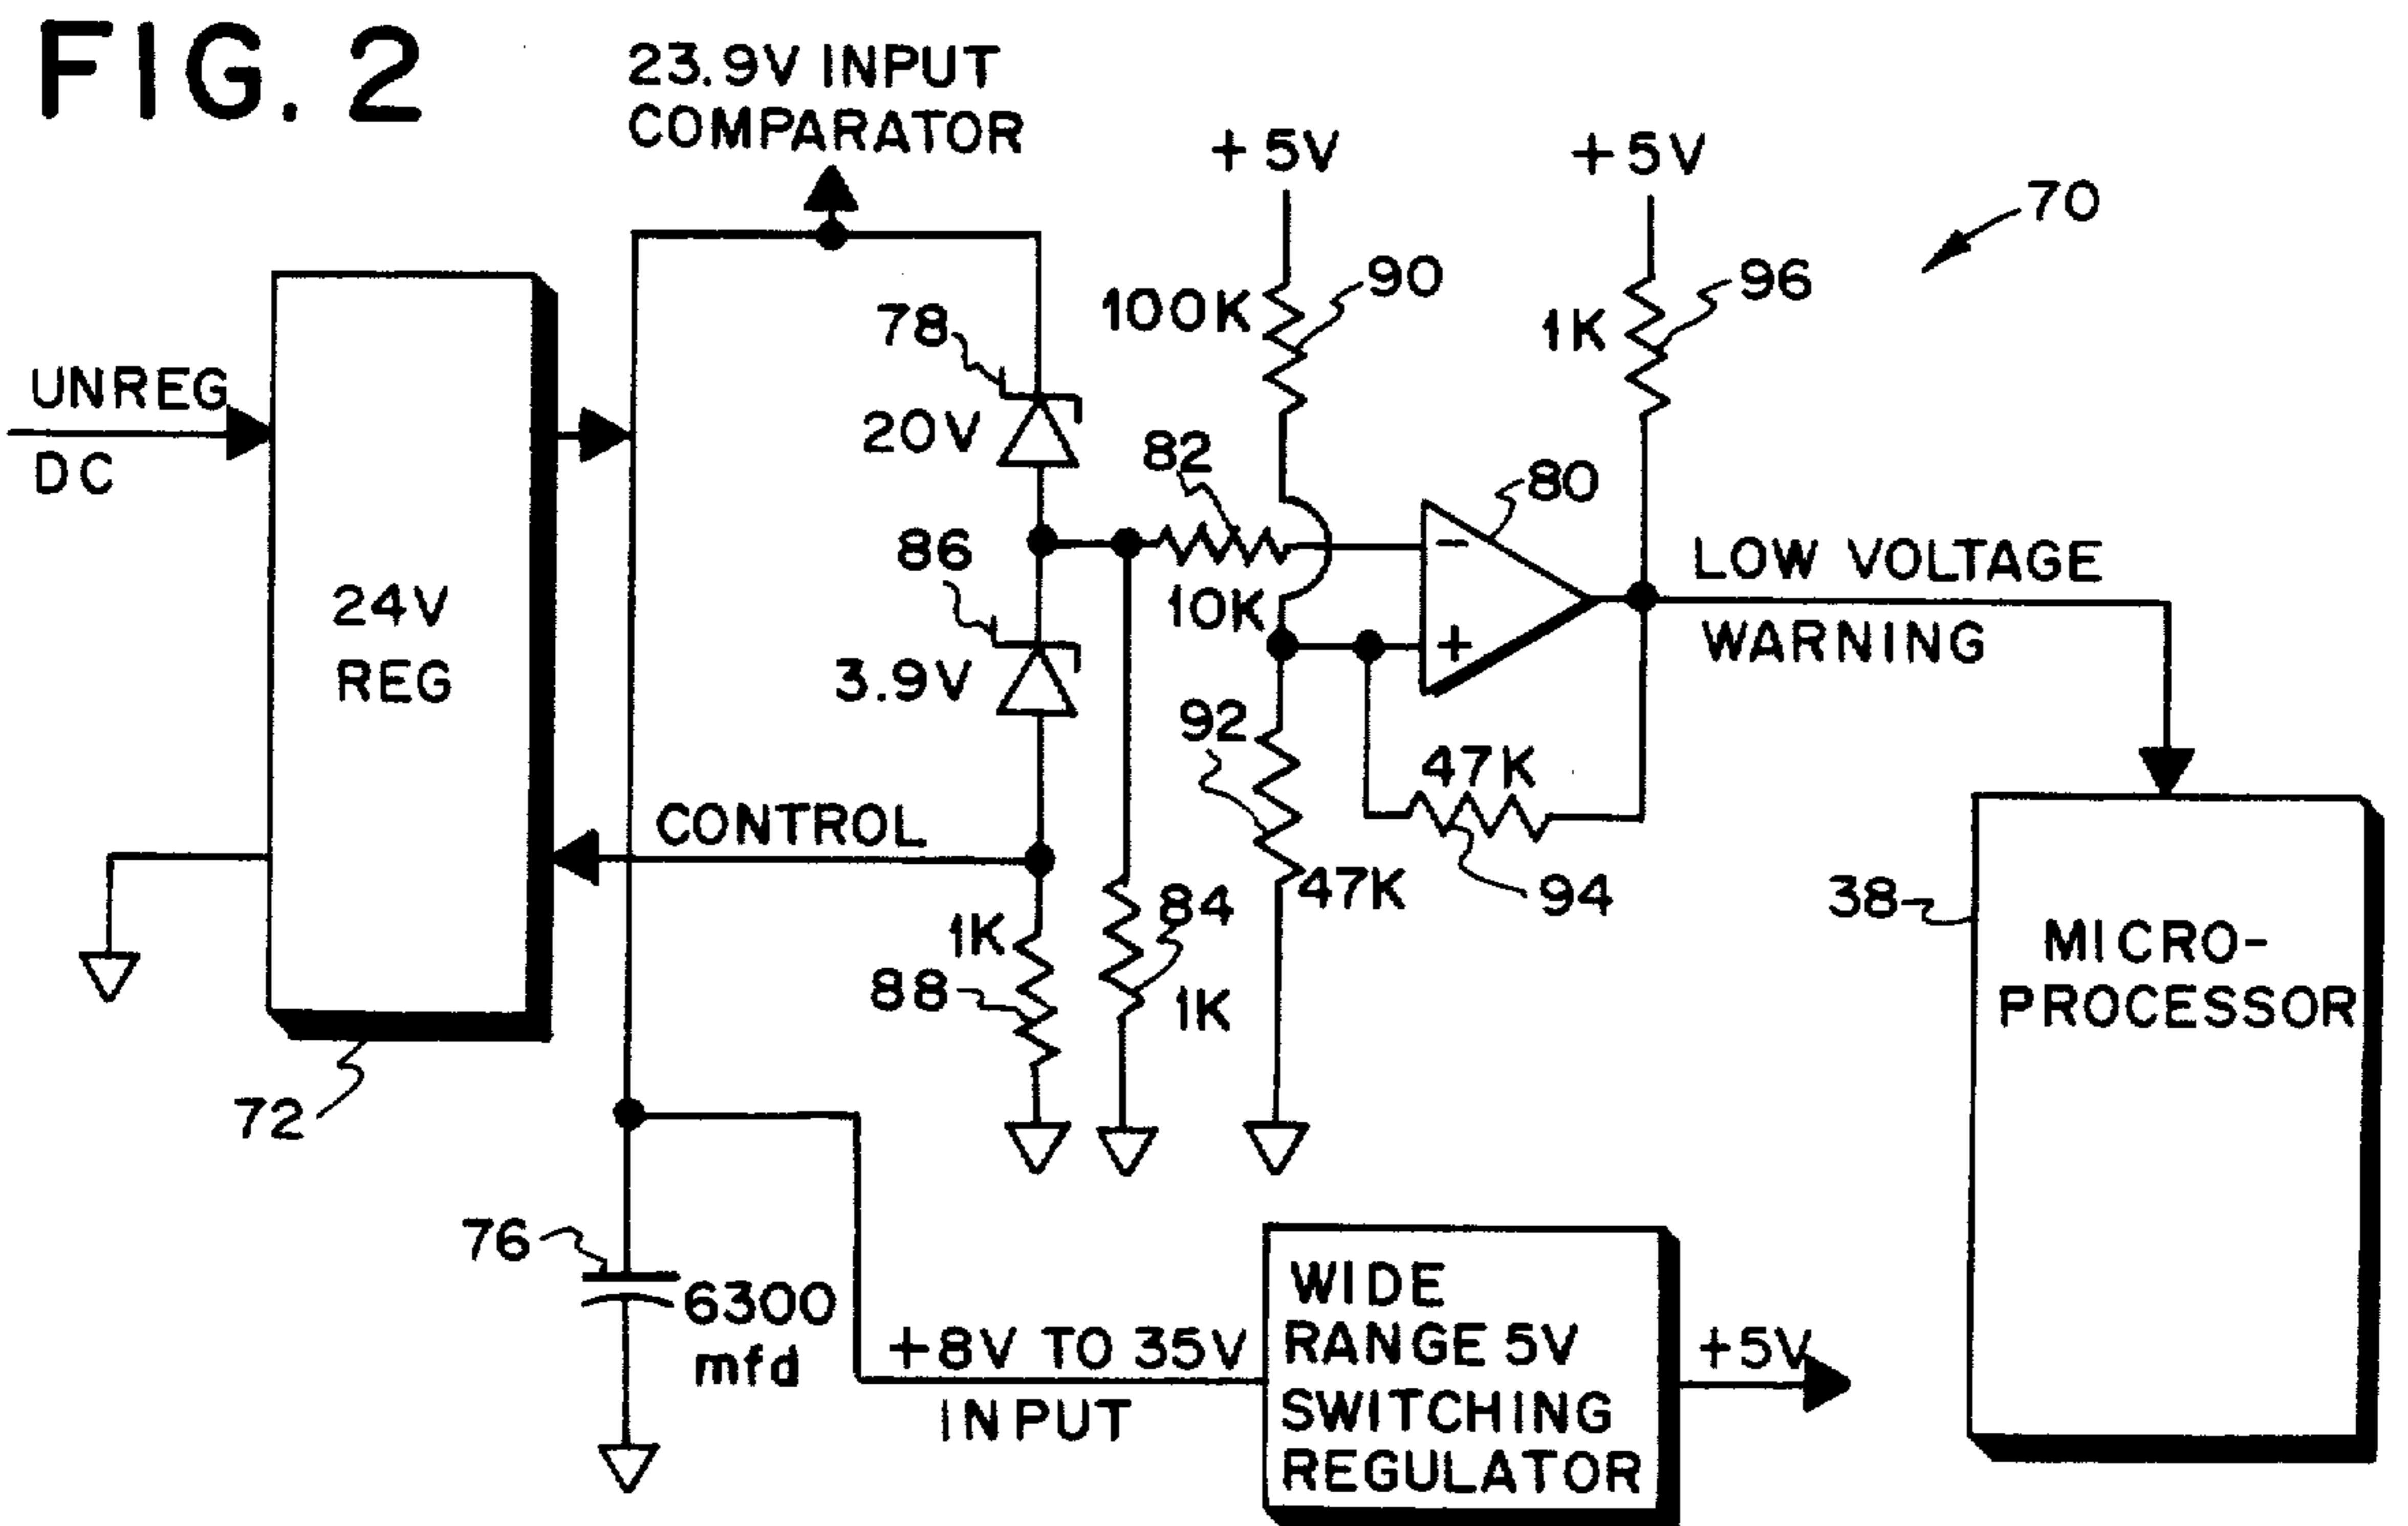 FIG. 2
23.9V INPUT
COMPARATOR
+5V
+5V
70
90
96
100K
1K
78
20V
UNREG
DC
82
80
86
10K
-
+
LOW VOLTAGE
WARNING
24V
REG
3.9V
92
47K
CONTROL
47K
94
84
38
1K
88
1K
MICRO-
PROCESSOR
72
76
6300
mfd
+8V TO 35V
INPUT
WIDE
RANGE 5V
SWITCHING
REGULATOR
+5V